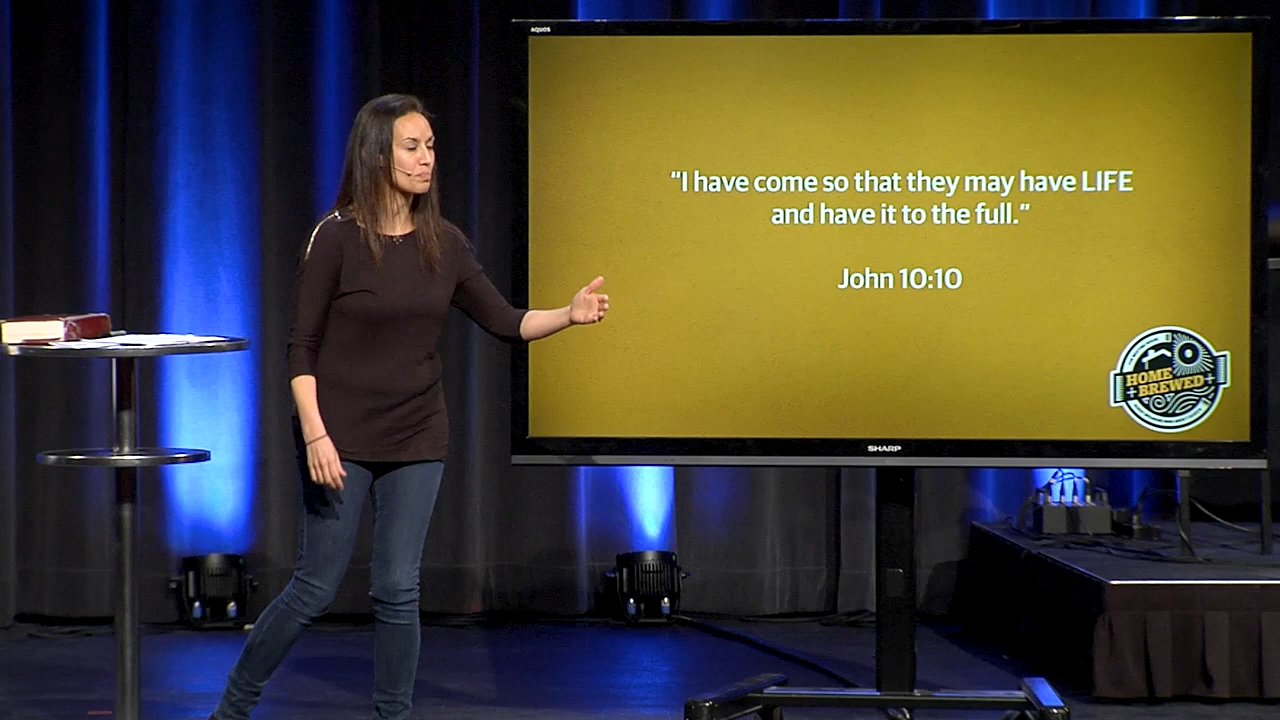 AQUOS
“I have come so that they may have LIFE
and have it to the full.”
John 10:10
HOME
BREWED
SHARP